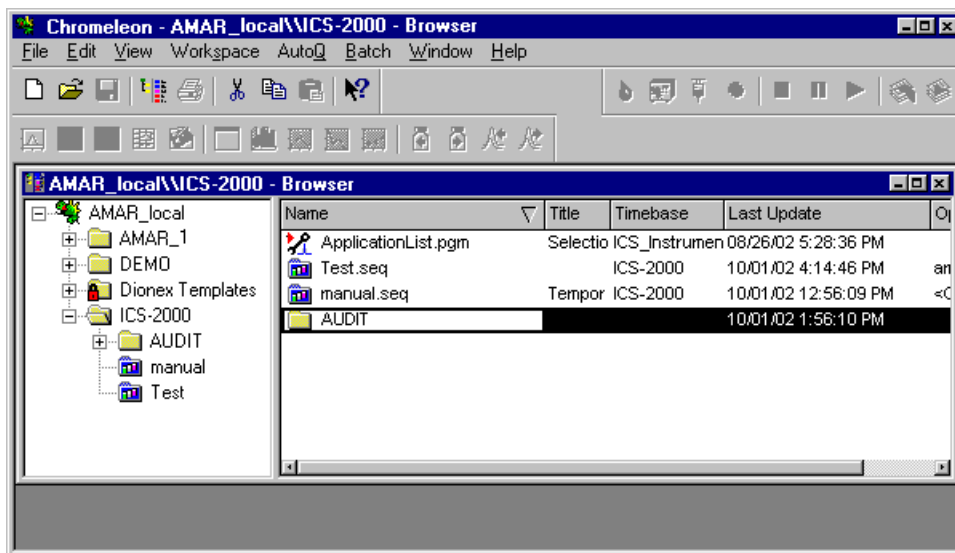 Chromeleon - AMAR_local\\ICS-2000 - Browser
File Edit View Workspace AutoQ Batch Window Help
AMAR_local\\ICS-2000 - Browser
AMAR_local
AMAR_1
DEMO
Dionex Templates
ICS-2000
AUDIT
manual
Test
Name Title Timebase Last Update
ApplicationList.pgm Selectio ICS_Instrumen 08/26/02 5:28:36 PM
Test.seq ICS-2000 10/01/02 4:14:46 PM
manual.seq Tempor ICS-2000 10/01/02 12:56:09 PM
AUDIT 10/01/02 1:56:10 PM